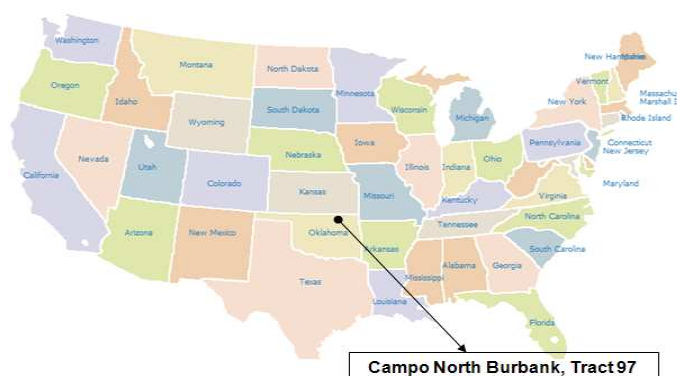 Washington
Montana
North Dakota
Minnesota
New Ham
Vermont
Oregon
Idaho
Wyoming
South Dakota
Wisconsin
Michigan
New York
Massachu
Marshall I
Rhode Island
Connecticut
New Jersey
Nevada
Utah
Colorado
Nebraska
Iowa
Illinois
Indiana
Ohio
Pennsylvania
Maryland
California
Kansas
Missouri
Kentucky
Virginia
Arizona
New Mexico
Oklahoma
Arkansas
Tennessee
North Carolina
South Carolina
Texas
Louisiana
Mississippi
Alabama
Georgia
Florida
Campo North Burbank, Tract 97